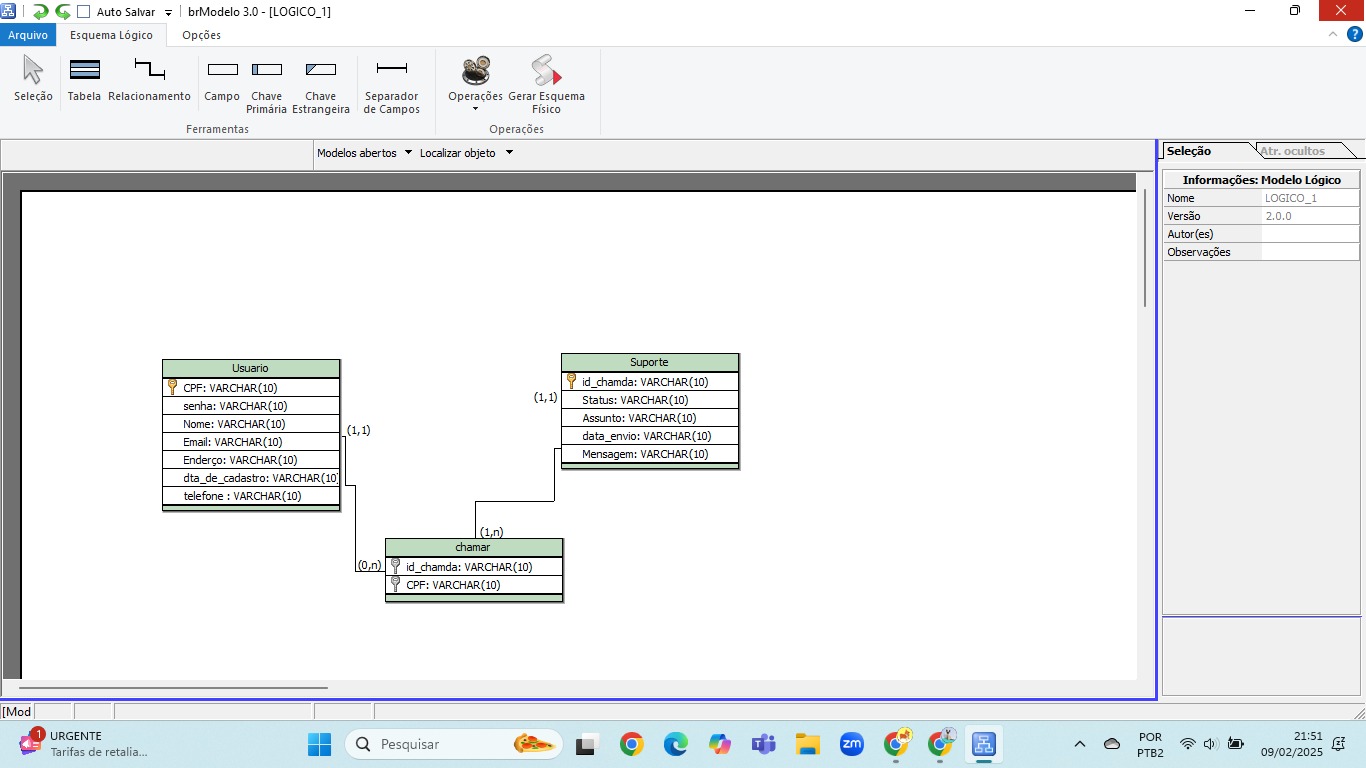 Auto Salvar
brModelo 3.0 - [LOGICO_1]
Arquivo
Esquema Lógico
Opções
?
Seleção
Tabela
Relacionamento
Campo
Chave
Primária
Chave
Estrangeira
Separador
de Campos
Operações
Gerar Esquema
Físico
Ferramentas
Operações
Modelos abertos
Localizar objeto
Seleção
Atr. ocultos
Informações: Modelo Lógico
Nome LOGICO_1
Versão 2.0.0
Autor(es)
Observações
Usuario
CPF: VARCHAR(10)
senha: VARCHAR(10)
Nome: VARCHAR(10)
Email: VARCHAR(10)
Enderço: VARCHAR(10)
dta_de_cadastro: VARCHAR(10)
telefone : VARCHAR(10)
(1,1)
(0,n)
Suporte
id_chamda: VARCHAR(10)
Status: VARCHAR(10)
Assunto: VARCHAR(10)
data_envio: VARCHAR(10)
Mensagem: VARCHAR(10)
(1,1)
(1,n)
chamar
id_chamda: VARCHAR(10)
CPF: VARCHAR(10)
[Mod
1
URGENTE
Tarifas de retalia...
Pesquisar
zm
POR
PTB2
21:51
09/02/2025